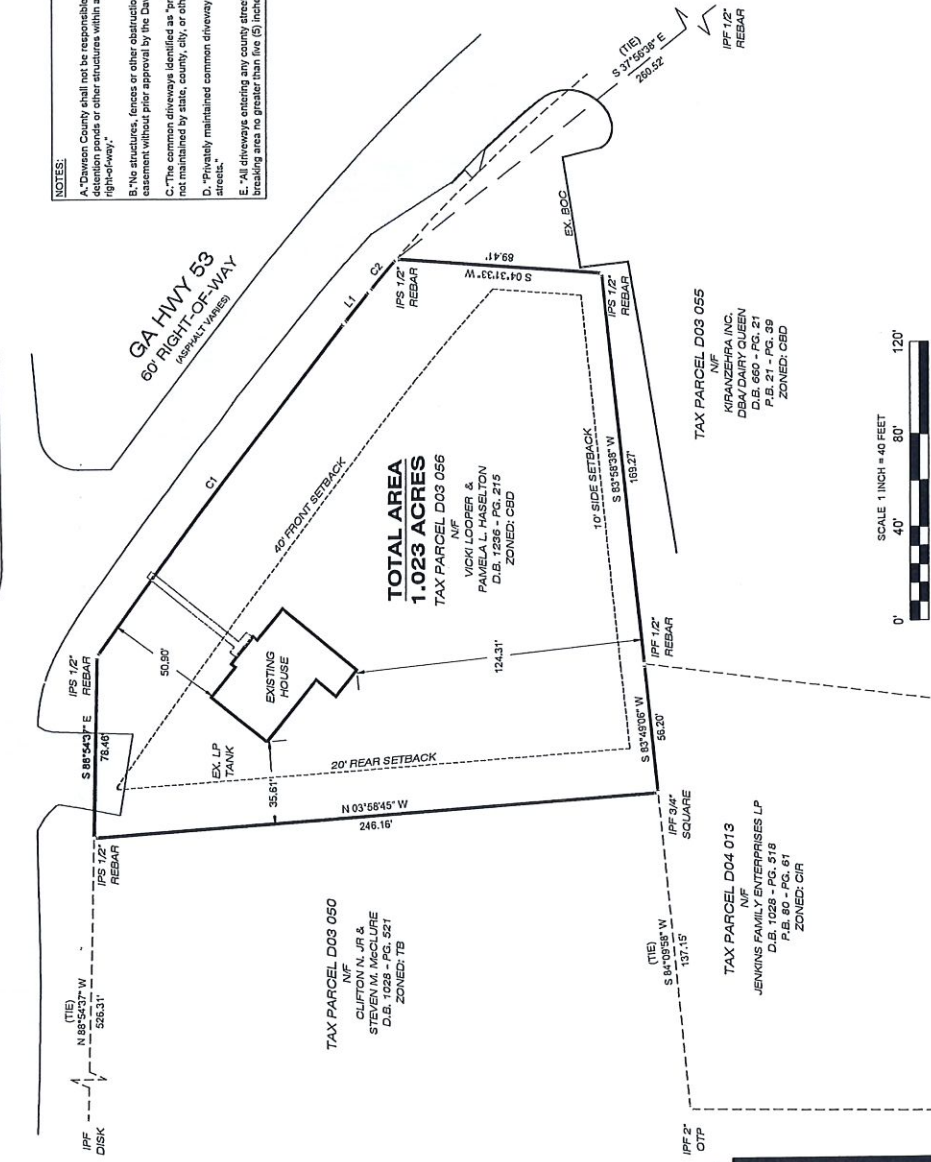 NOTES:
A."Dawson County shall not be responsible
detention ponds or other structures within a
right-of-way."
B."No structures, fences or other obstructio
easement without prior approval by the Daw
C."The common driveways identified as "pr
not maintained by state, county, city, or oth
D. "Privately maintained common driveway
streets."
E. "All driveways entering any county stree
breaking area no greater than five (5) inche
GA HWY 53
60' RIGHT-OF-WAY
(ASPHALT VARIES)
(TIE)
S 37°56'38" E
260.52'
IPF 1/2"
REBAR
EX. BOC
C2
L1
C1
IPS 1/2"
REBAR
S 04°31'33" W
89.41'
IPS 1/2"
REBAR
40' FRONT SETBACK
TOTAL AREA
1.023 ACRES
TAX PARCEL D03 056
N/F
VICKI LOOPER &
PAMELA L. HASELTON
D.B. 1236 - PG. 215
ZONED: CBD
10' SIDE SETBACK
S 83°58'38" W
169.27'
TAX PARCEL D03 055
N/F
KIRANZEHRA INC.
DBA/ DAIRY QUEEN
D.B. 660 - PG. 21
P.B. 21 - PG. 39
ZONED: CBD
IPS 1/2"
REBAR
S 88°54'37" E
78.46'
50.90'
EXISTING
HOUSE
EX. LP
TANK
35.61'
124.31'
20' REAR SETBACK
IPF 1/2"
REBAR
S 83°49'06" W
56.20'
N 03°58'45" W
246.16'
IPS 1/2"
REBAR
IPF 3/4"
SQUARE
(TIE)
N 88°54'37" W
526.31'
IPF
DISK
TAX PARCEL D03 050
N/F
CLIFTON N. JR &
STEVEN M. McCLURE
D.B. 1028 - PG. 521
ZONED: TB
(TIE)
S 84°09'58" W
137.15'
IPF 2"
OTP
TAX PARCEL D04 013
N/F
JENKINS FAMILY ENTERPRISES LP
D.B. 1028 - PG. 518
P.B. 80 - PG. 61
ZONED: CIR
SCALE 1 INCH = 40 FEET
0' 40' 80' 120'